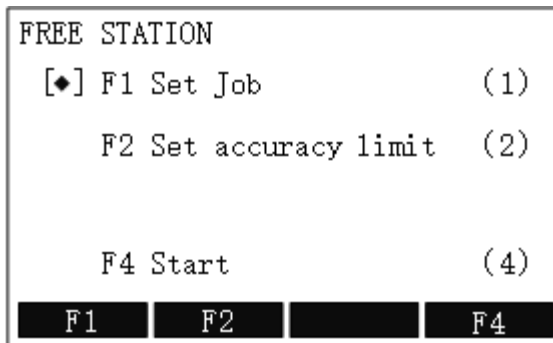 FREE STATION
[◆] F1 Set Job (1)
F2 Set accuracy limit (2)
F4 Start (4)
F1 F2 F4